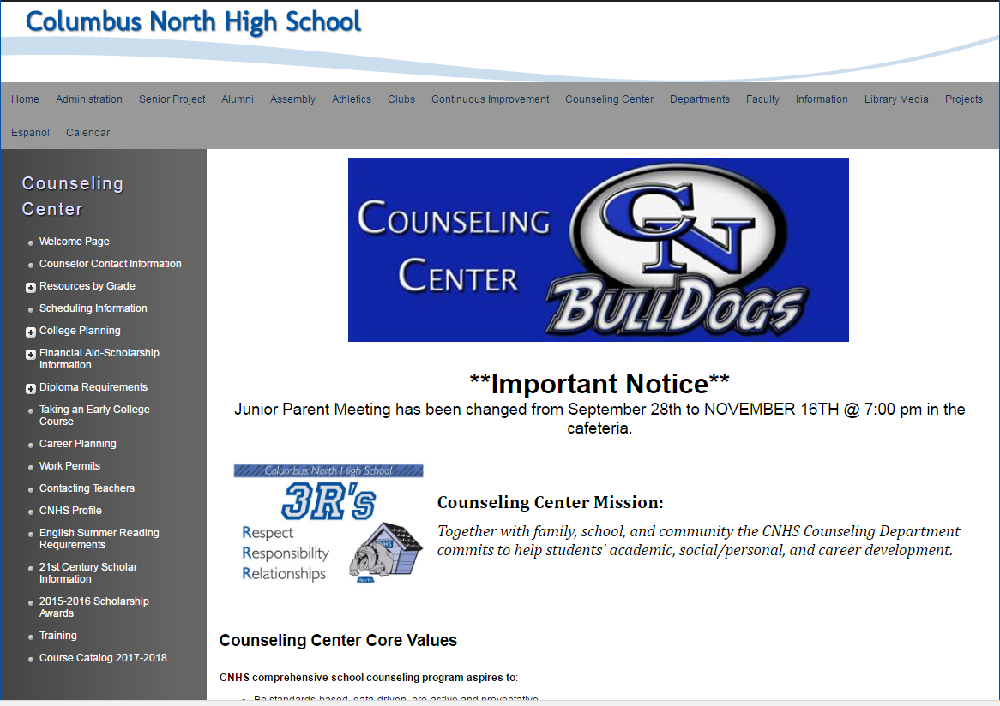 Columbus North High School
Home Administration Senior Project Alumni Assembly Athletics Clubs Continuous Improvement Counseling Center Departments Faculty Information Library Media Projects
Espanol Calendar
Counseling
Center
Welcome Page
Counselor Contact Information
Resources by Grade
Scheduling Information
College Planning
Financial Aid-Scholarship
Information
Diploma Requirements
Taking an Early College
Course
Career Planning
Work Permits
Contacting Teachers
CNHS Profile
English Summer Reading
Requirements
21st Century Scholar
Information
2015-2016 Scholarship
Awards
Training
Course Catalog 2017-2018
Counseling
Center
CN
BullDogs
**Important Notice**
Junior Parent Meeting has been changed from September 28th to NOVEMBER 16TH @ 7:00 pm in the
cafeteria.
Columbus North High School
3R's
Respect
Responsibility
Relationships
CNHS
North
Counseling Center Mission:
Together with family, school, and community the CNHS Counseling Department
commits to help students' academic, social/personal, and career development.
Counseling Center Core Values
CNHS comprehensive school counseling program aspires to:
Be standards-based, data-driven, pro-active and preventative